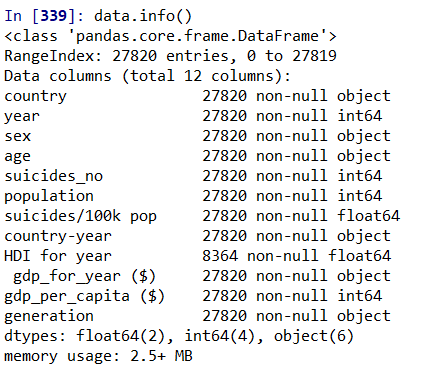 In [339]: data.info()
<class 'pandas.core.frame.DataFrame'>
RangeIndex: 27820 entries, 0 to 27819
Data columns (total 12 columns):
country               27820 non-null object
year                  27820 non-null int64
sex                   27820 non-null object
age                   27820 non-null object
suicides_no           27820 non-null int64
population            27820 non-null int64
suicides/100k pop     27820 non-null float64
country-year          27820 non-null object
HDI for year          8364 non-null float64
 gdp_for_year ($)     27820 non-null object
gdp_per_capita ($)    27820 non-null int64
generation            27820 non-null object
dtypes: float64(2), int64(4), object(6)
memory usage: 2.5+ MB